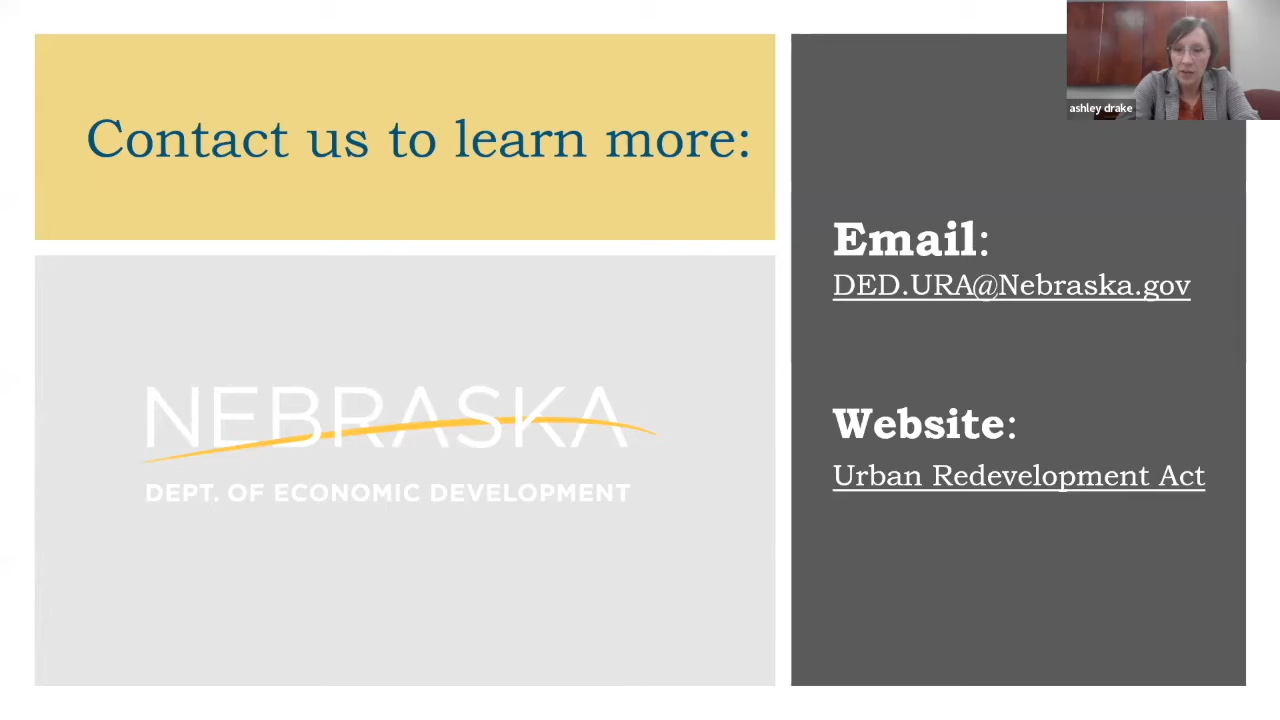 Contact us to learn more:
NEBRASKA
DEPT. OF ECONOMIC DEVELOPMENT
ashley drake
Email:
DED.URA@Nebraska.gov
Website:
Urban Redevelopment Act